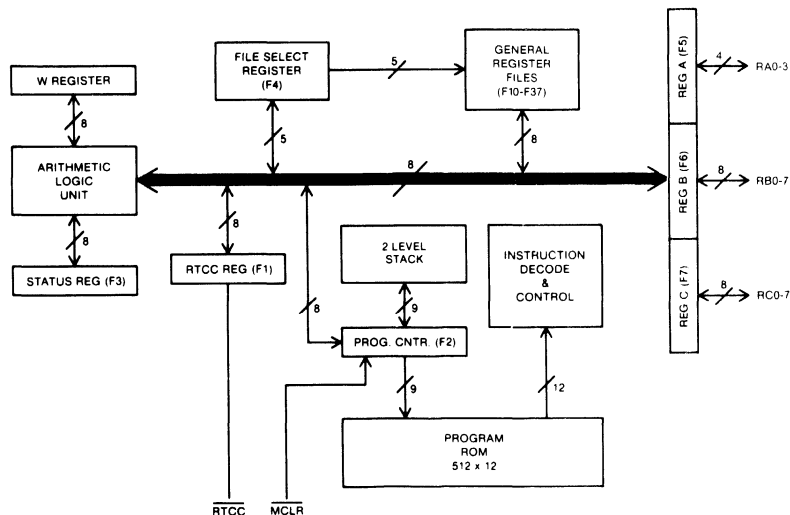 FILE SELECT
REGISTER
(F4)
5
GENERAL
REGISTER
FILES
(F10-F37)
REG A (F5)
4
RA0-3
W REGISTER
8
5
8
ARITHMETIC
LOGIC
UNIT
8
REG B (F6)
8
RB0-7
8
STATUS REG (F3)
8
RTCC REG (F1)
8
2 LEVEL
STACK
9
PROG. CNTR. (F2)
9
INSTRUCTION
DECODE
&
CONTROL
12
REG C (F7)
8
RC0-7
PROGRAM
ROM
512 x 12
RTCC
MCLR